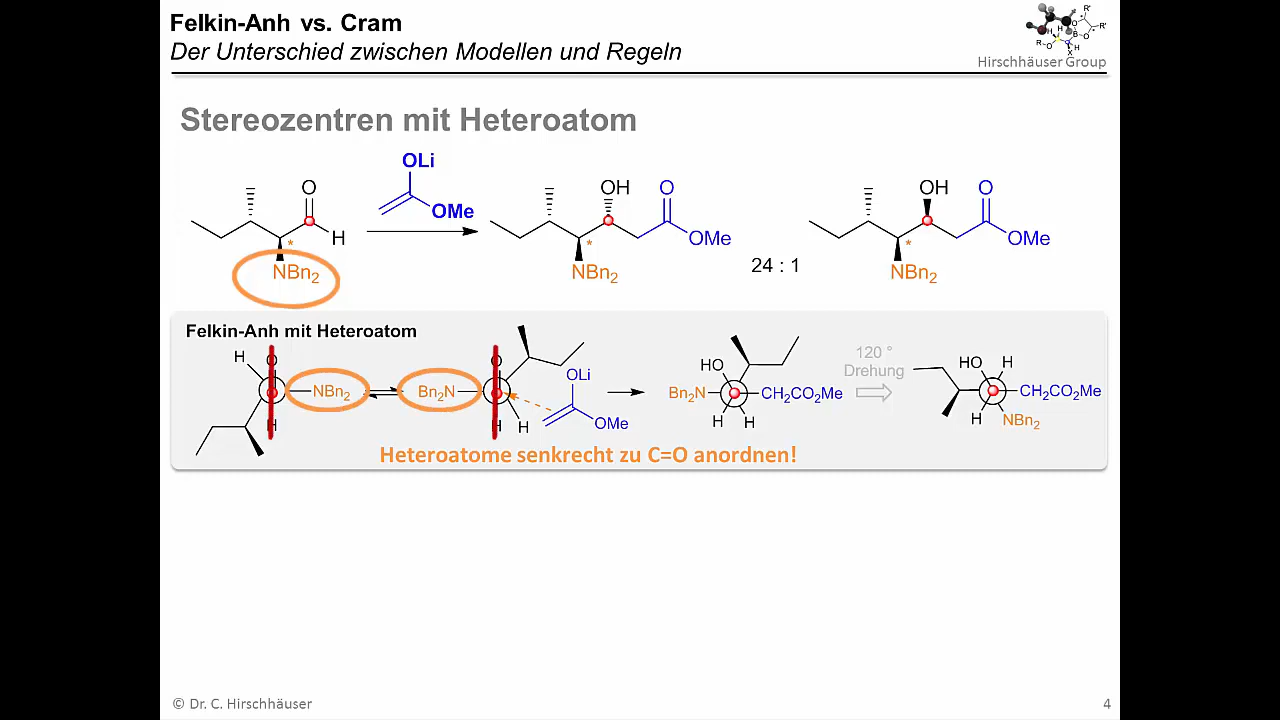 Felkin-Anh vs. Cram
Der Unterschied zwischen Modellen und Regeln
Hirschhäuser Group
Stereozentren mit Heteroatom
OLi
OMe
O
H
*
NBn2
OH
O
OMe
*
NBn2
24 : 1
OH
O
OMe
*
NBn2
Felkin-Anh mit Heteroatom
H
O
NBn2
H
Bn2N
O
H
H
OLi
OMe
HO
Bn2N
CH2CO2Me
H
H
120 °
Drehung
HO
H
CH2CO2Me
H
NBn2
Heteroatome senkrecht zu C=O anordnen!
© Dr. C. Hirschhäuser
4